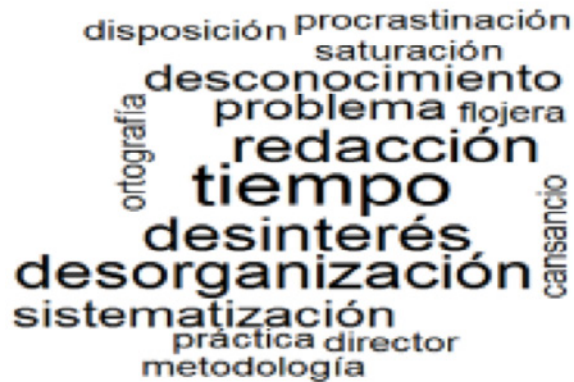 disposición procrastinación
saturación
desconocimiento
problema flojera
ortografía
redacción
tiempo
cansancio
desinterés
desorganización
sistematización
práctica director
metodología